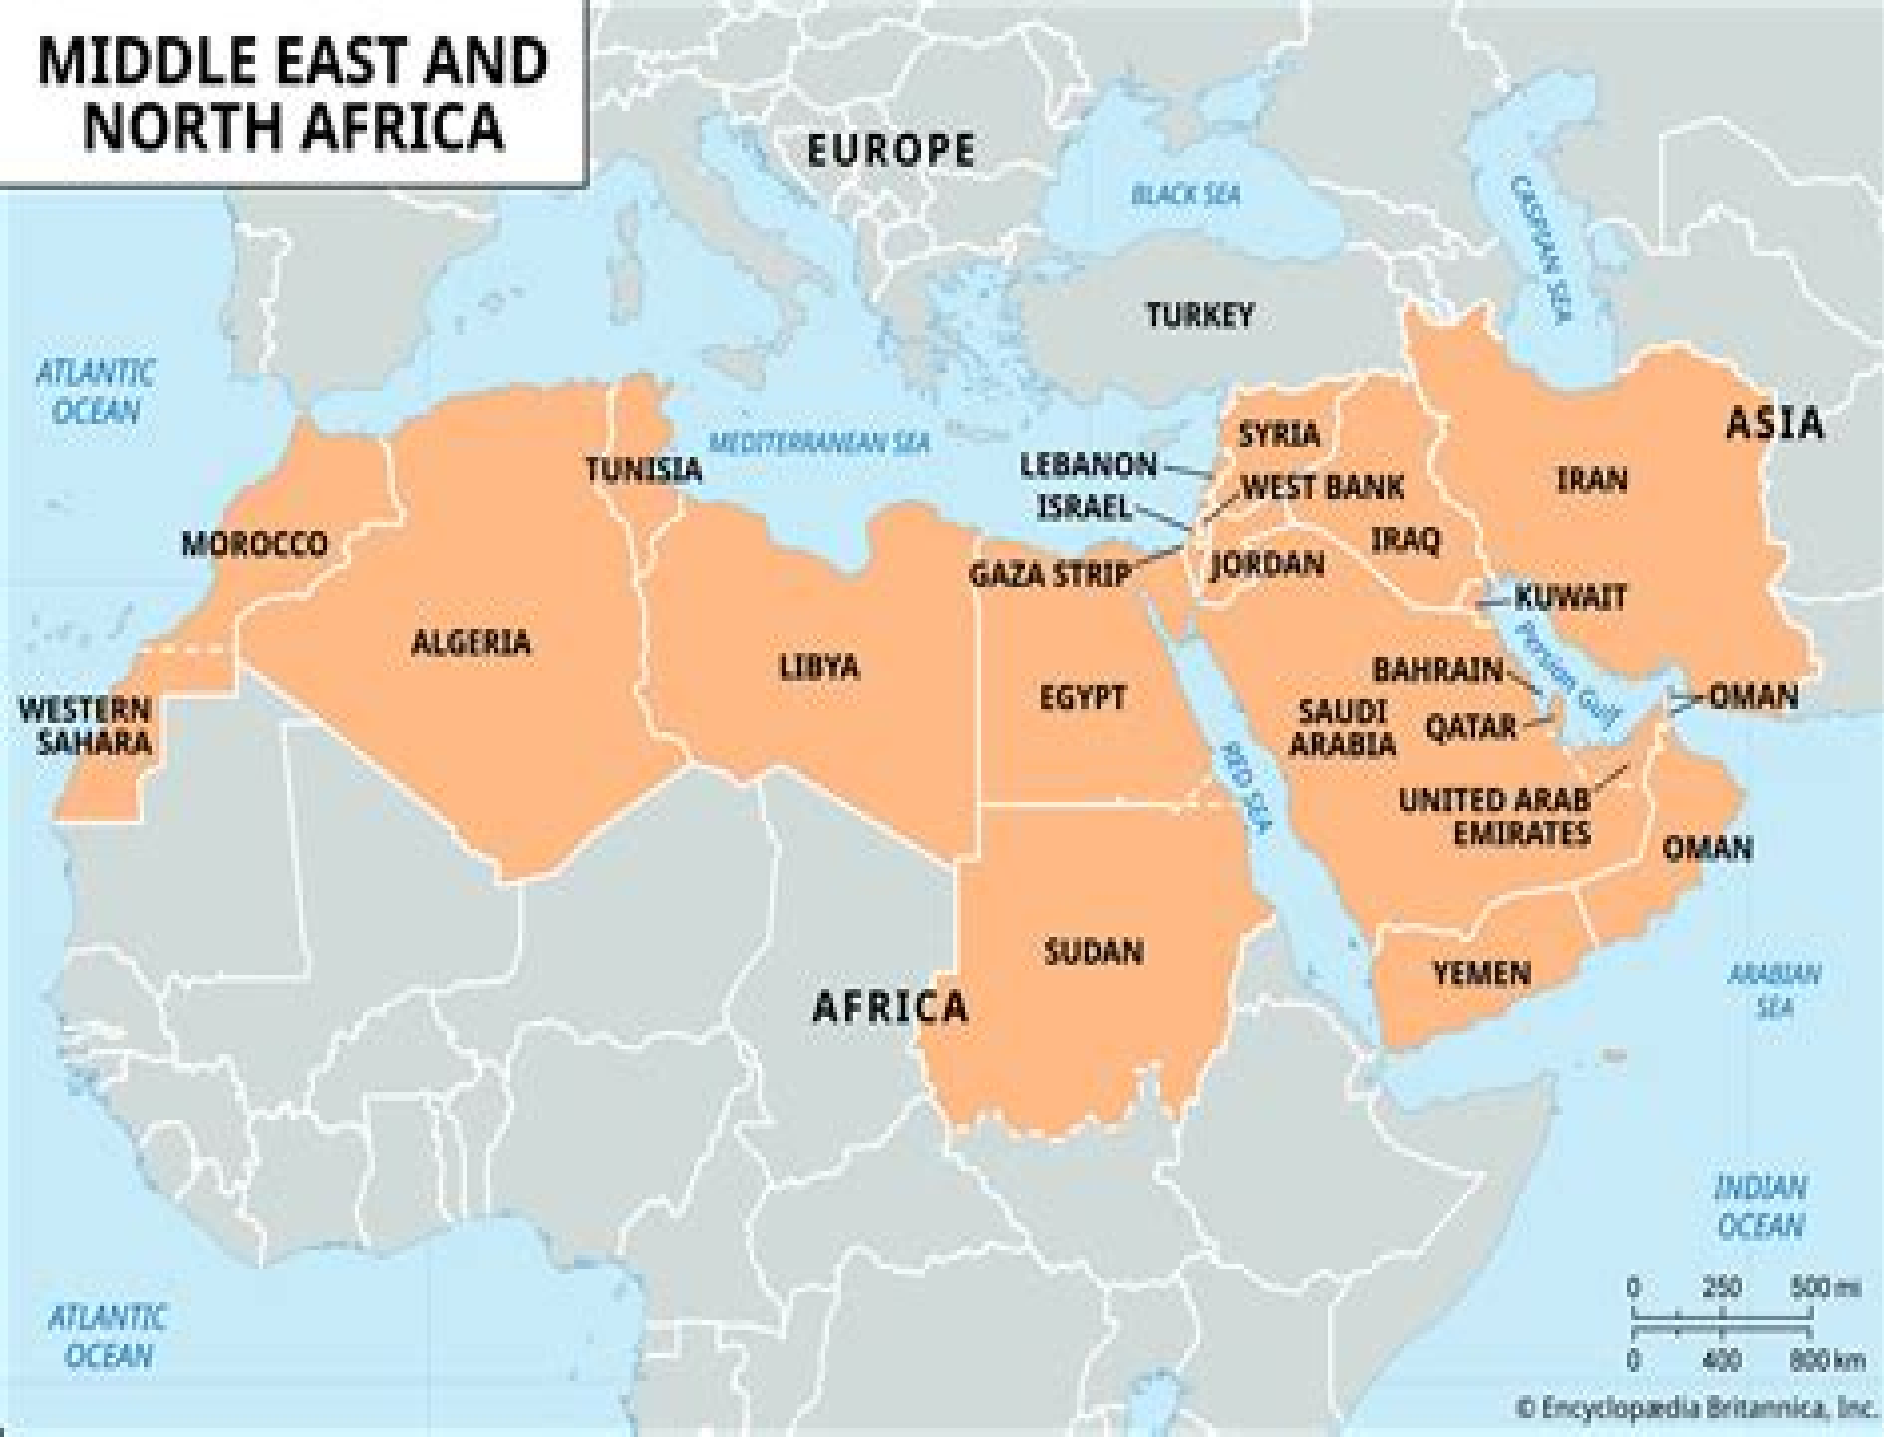 MIDDLE EAST AND
NORTH AFRICA
EUROPE
BLACK SEA
CASPIAN SEA
TURKEY
ATLANTIC
OCEAN
ASIA
SYRIA
MEDITERRANEAN SEA
LEBANON
TUNISIA
IRAN
WEST BANK
ISRAEL
MOROCCO
IRAQ
JORDAN
GAZA STRIP
KUWAIT
ALGERIA
LIBYA
Persian Gulf
BAHRAIN
EGYPT
OMAN
WESTERN
SAHARA
SAUDI
ARABIA
QATAR
RED SEA
UNITED ARAB
EMIRATES
OMAN
SUDAN
YEMEN
ARABIAN
SEA
AFRICA
INDIAN
OCEAN
ATLANTIC
OCEAN
0 250 500 mi
0 400 800 km
© Encyclopædia Britannica, Inc.